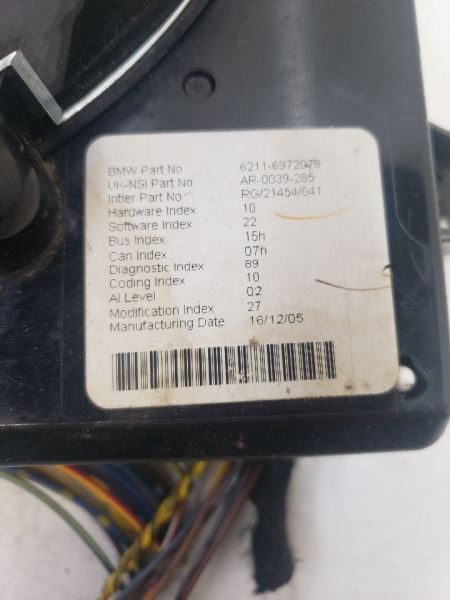 BMW Part No 6211-6972078
UK-NSI Part No AR-0039-285
Intier Part No RG/21454/041
Hardware Index 10
Software Index 22
Bus Index 15h
Can Index 07h
Diagnostic Index 89
Coding Index 10
AI Level 02
Modification Index 27
Manufacturing Date 16/12/05